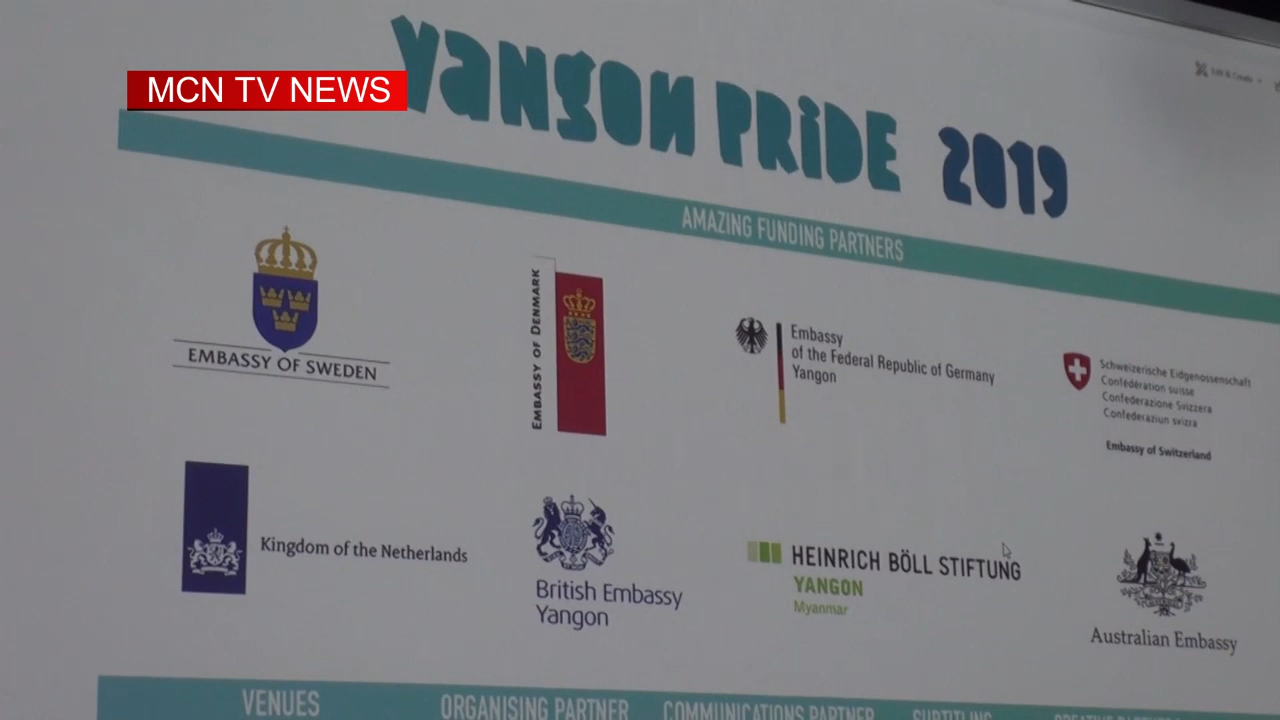 MCN TV NEWS
YANGON PRIDE 2019
AMAZING FUNDING PARTNERS
EMBASSY OF SWEDEN
EMBASSY OF DENMARK
Embassy
of the Federal Republic of Germany
Yangon
Schweizerische Eidgenossenschaft
Confédération suisse
Confederazione Svizzera
Confederaziun svizra
Embassy of Switzerland
Kingdom of the Netherlands
British Embassy
Yangon
HEINRICH BÖLL STIFTUNG
YANGON
Myanmar
Australian Embassy
VENUES
ORGANISING PARTNER
COMMUNICATIONS PARTNER
SUBTITLING